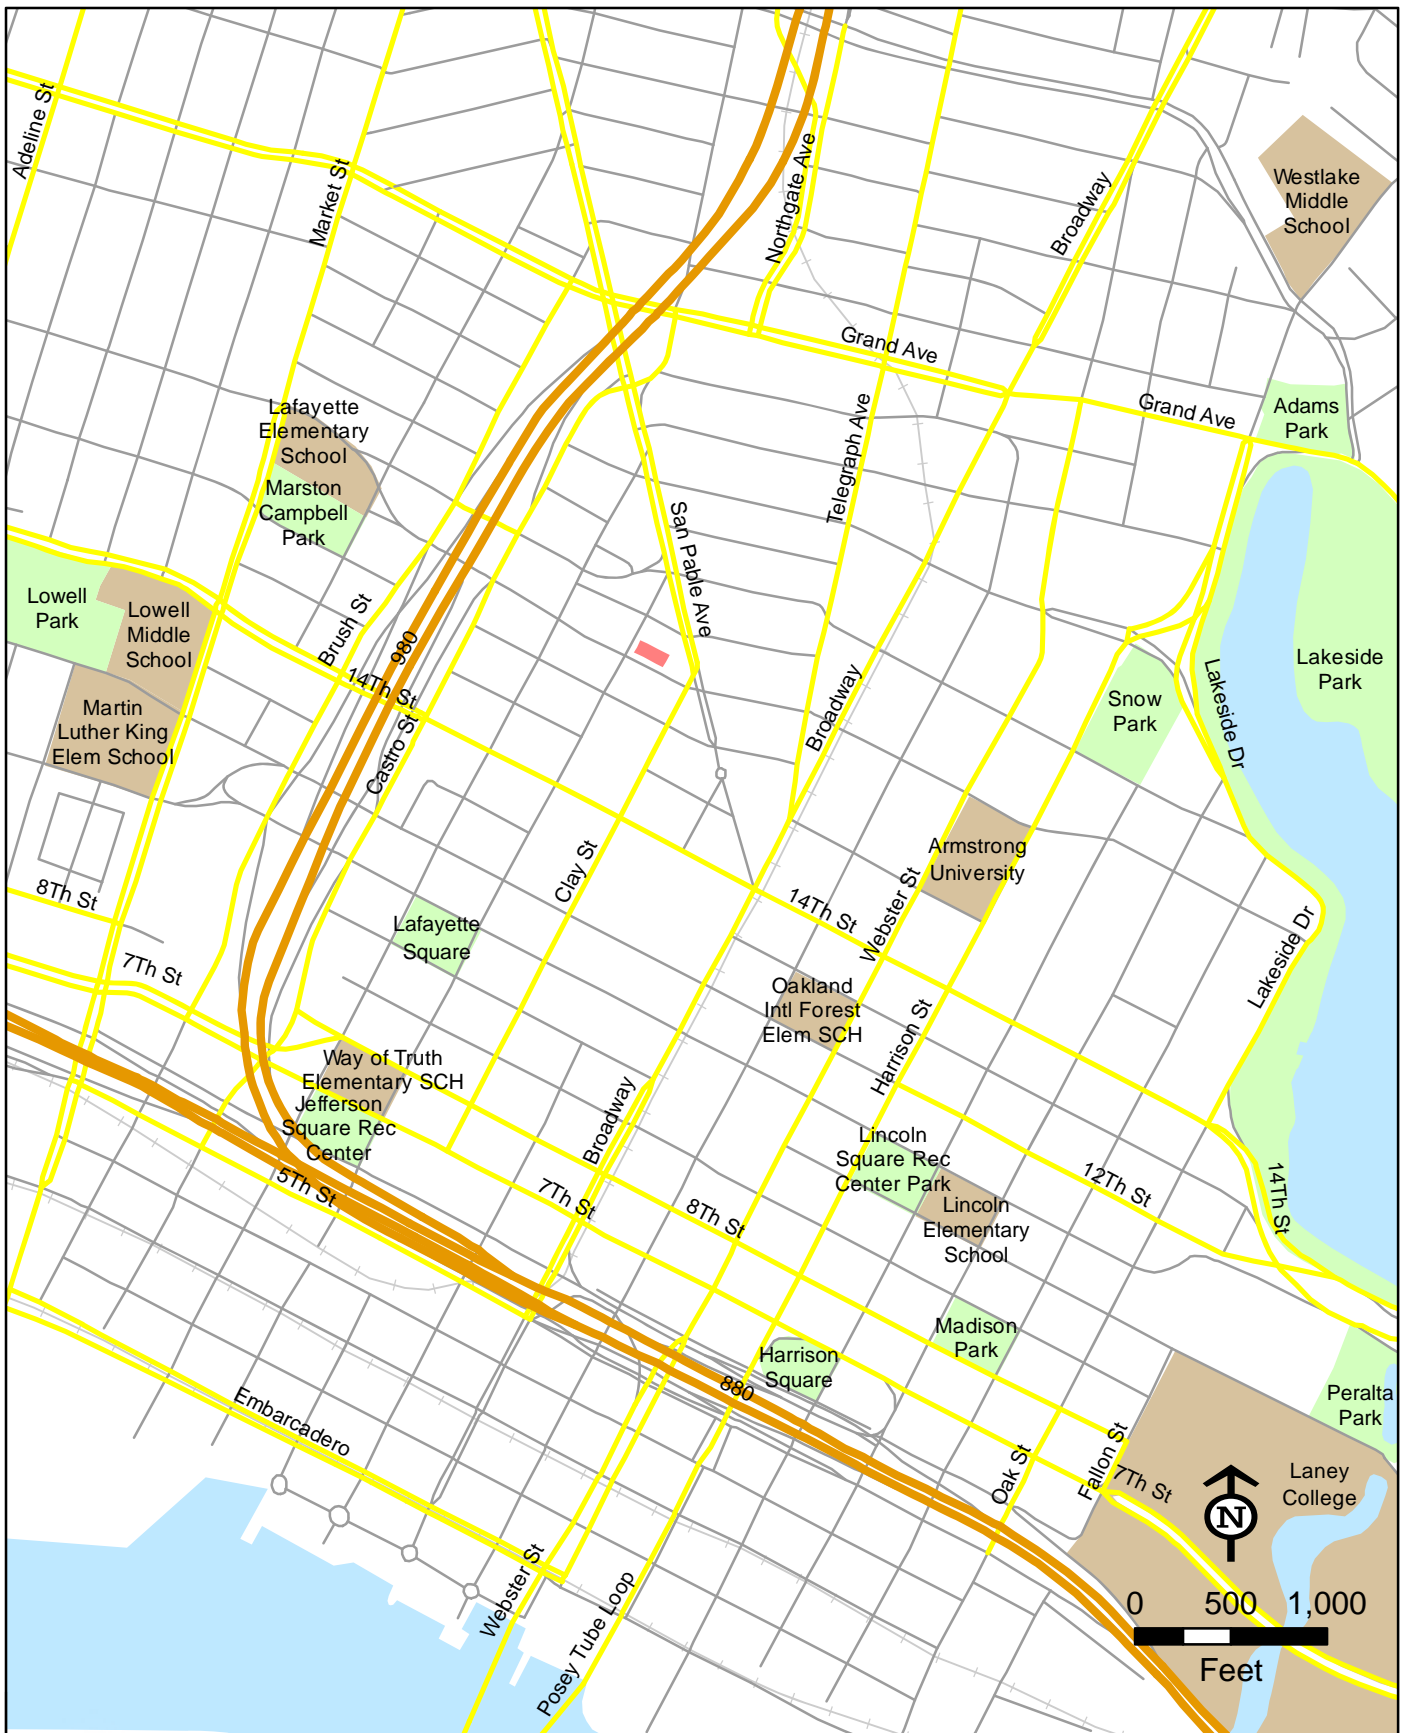 Adeline St
Market St
Northgate Ave
Broadway
Westlake
Middle
School
Grand Ave
Grand Ave
Adams
Park
Lafayette
Elementary
School
Marston
Campbell
Park
Telegraph Ave
San Pable Ave
Lowell
Park
Lowell
Middle
School
Brush St
980
14Th St
Castro St
Martin
Luther King
Elem School
Broadway
Snow
Park
Lakeside Dr
Lakeside
Park
8Th St
7Th St
Clay St
Lafayette
Square
14Th St
Webster St
Armstrong
University
Lakeside Dr
Oakland
Intl Forest
Elem SCH
Harrison St
Way of Truth
Elementary SCH
Jefferson
Square Rec
Center
5Th St
Broadway
7Th St
8Th St
Lincoln
Square Rec
Center Park
Lincoln
Elementary
School
12Th St
14Th St
Madison
Park
Harrison
Square
880
Peralta
Park
Embarcadero
Oak St
Fallon St
7Th St
Laney
College
N
Webster St
Posey Tube Loop
0 500 1,000
Feet